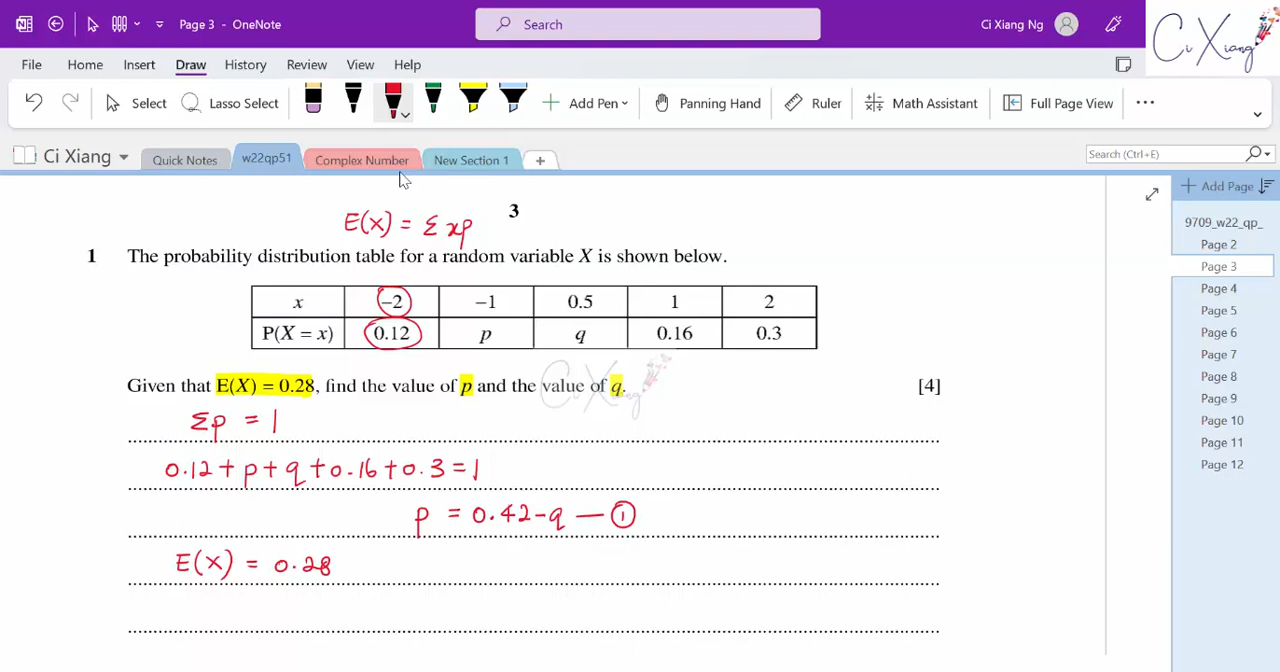 Page 3 - OneNote
Search
Ci Xiang Ng
Ci Xiang
File Home Insert Draw History Review View Help
Select Lasso Select Add Pen Panning Hand Ruler Math Assistant Full Page View
Ci Xiang Quick Notes w22qp51 Complex Number New Section 1 + Search (Ctrl+E)
Add Page
9709_w22_qp_
Page 2
Page 3
Page 4
Page 5
Page 6
Page 7
Page 8
Page 9
Page 10
Page 11
Page 12
3
E(X) = Σxp
1 The probability distribution table for a random variable X is shown below.
x −2 −1 0.5 1 2
P(X = x) 0.12 p q 0.16 0.3
Given that E(X) = 0.28, find the value of p and the value of q. [4]
Ci Xiang
Σp = 1
0.12 + p + q + 0.16 + 0.3 = 1
p = 0.42 - q — ①
E(X) = 0.28